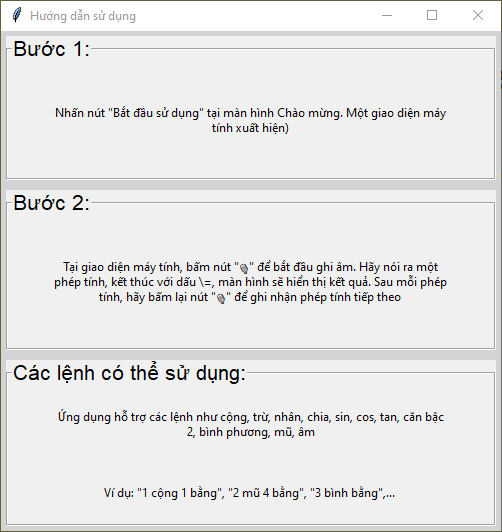 Hướng dẫn sử dụng
Bước 1:
Nhấn nút "Bắt đầu sử dụng" tại màn hình Chào mừng. Một giao diện máy
tính xuất hiện)
Bước 2:
Tại giao diện máy tính, bấm nút "🎙" để bắt đầu ghi âm. Hãy nói ra một
phép tính, kết thúc với dấu \=, màn hình sẽ hiển thị kết quả. Sau mỗi phép
tính, hãy bấm lại nút "🎙" để ghi nhận phép tính tiếp theo
Các lệnh có thể sử dụng:
Ứng dụng hỗ trợ các lệnh như cộng, trừ, nhân, chia, sin, cos, tan, căn bậc
2, bình phương, mũ, âm
Ví dụ: "1 cộng 1 bằng", "2 mũ 4 bằng", "3 bình bằng",...